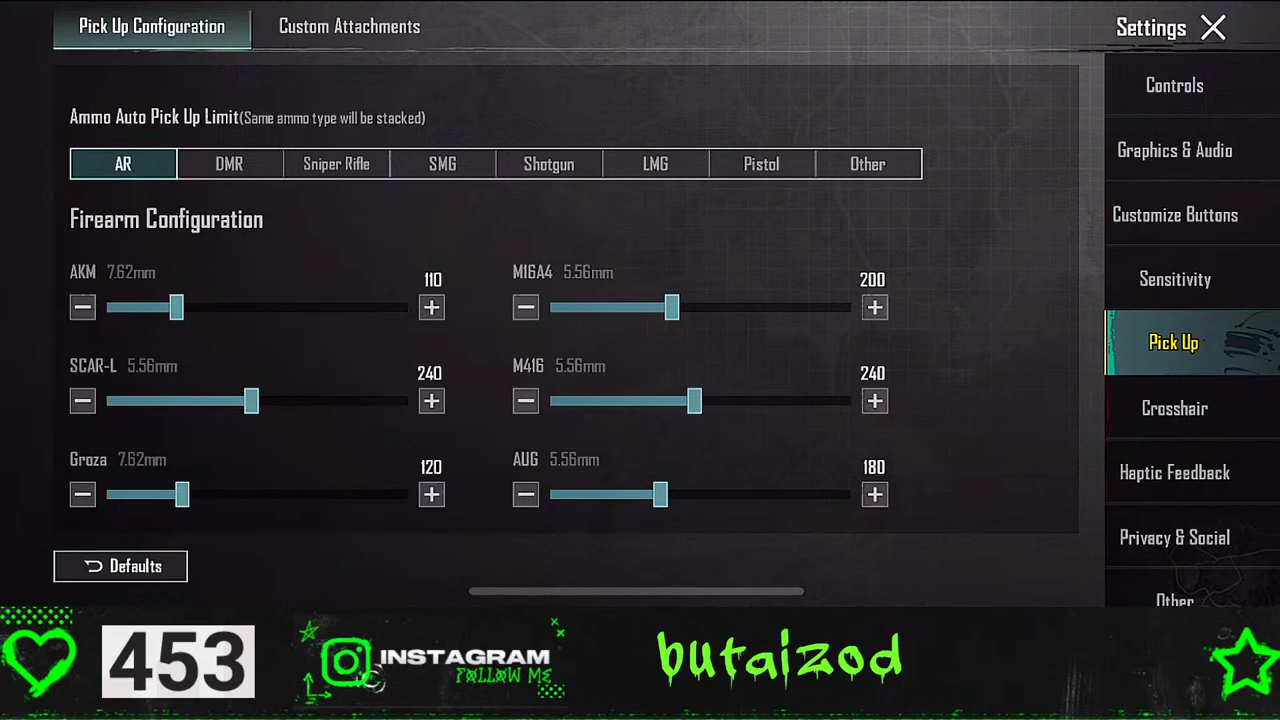 Pick Up Configuration
Custom Attachments
Settings
Ammo Auto Pick Up Limit(Same ammo type will be stacked)
AR
DMR
Sniper Rifle
SMG
Shotgun
LMG
Pistol
Other
Firearm Configuration
AKM 7.62mm
110
M16A4 5.56mm
200
SCAR-L 5.56mm
240
M416 5.56mm
240
Groza 7.62mm
120
AUG 5.56mm
180
Defaults
Controls
Graphics & Audio
Customize Buttons
Sensitivity
Pick Up
Crosshair
Haptic Feedback
Privacy & Social
Other
453
INSTAGRAM
FOLLOW ME
butaizod